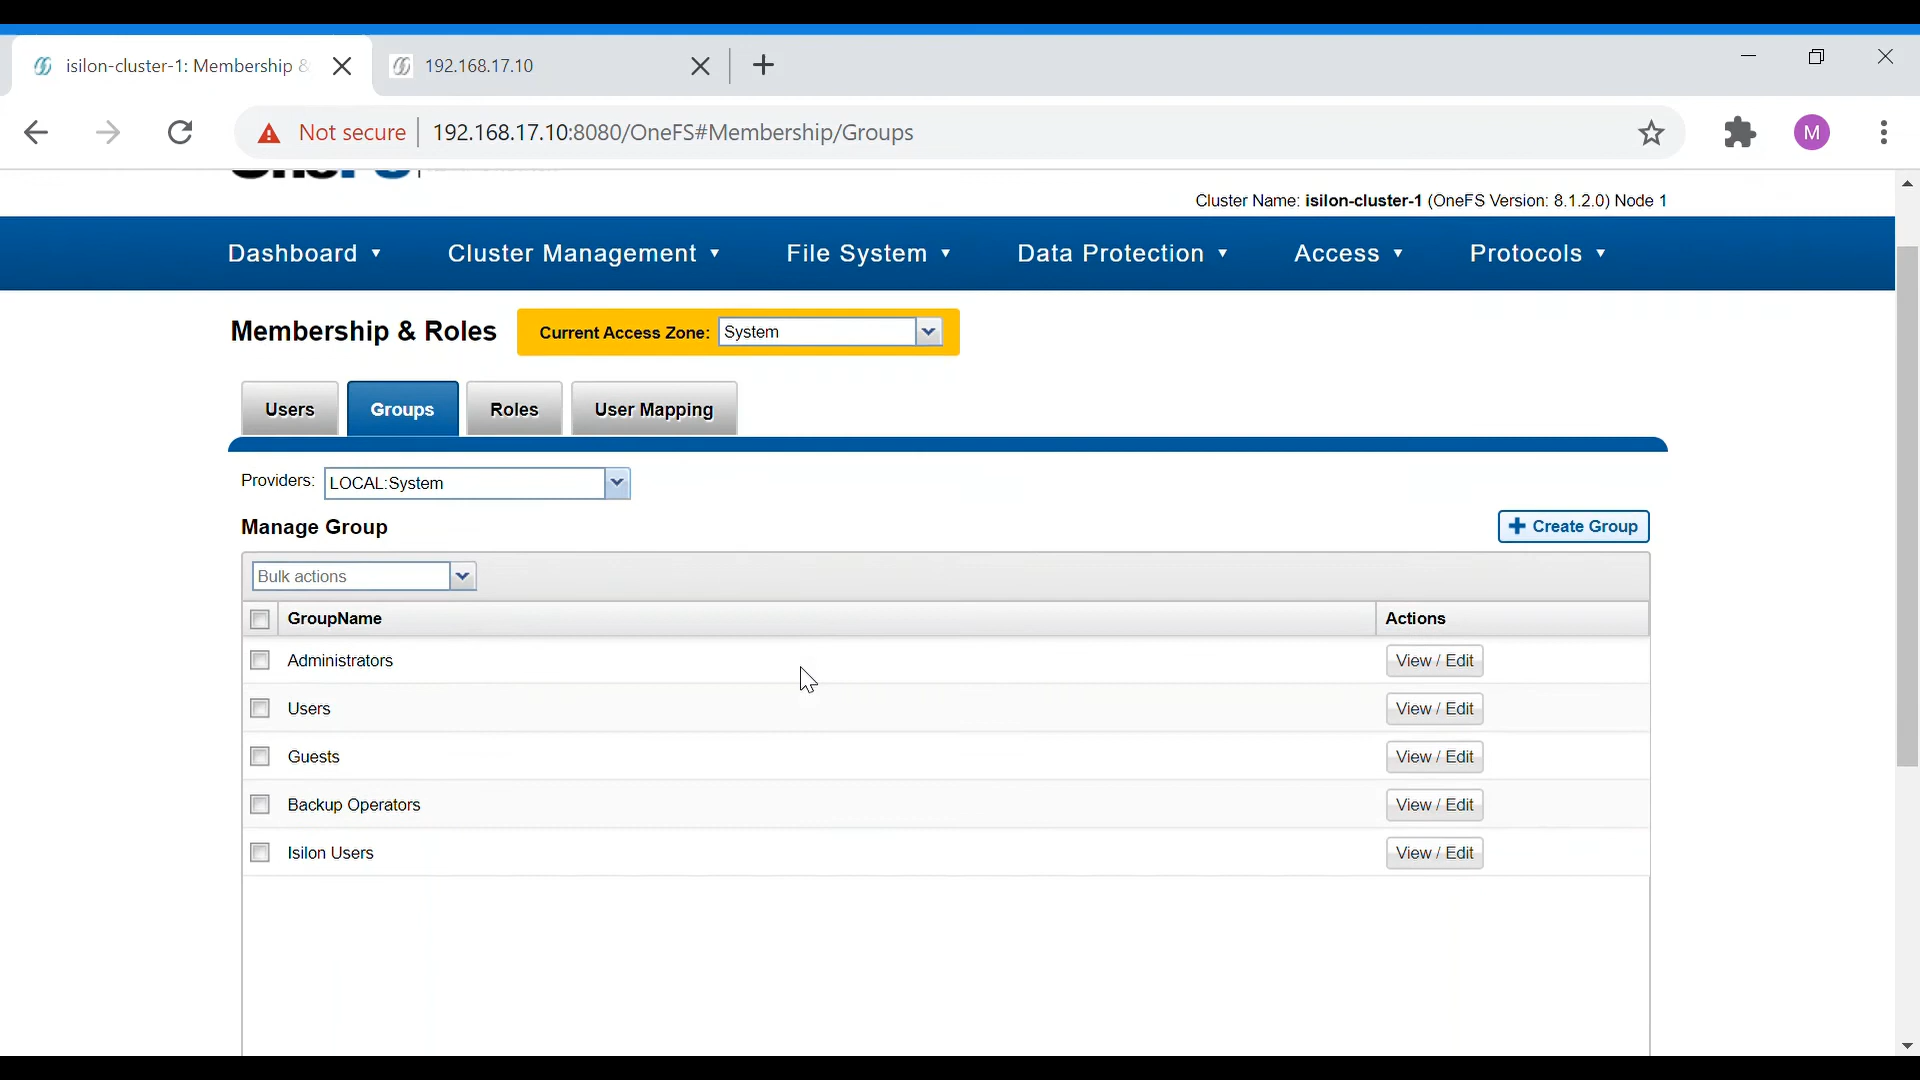 isilon-cluster-1: Membership &
192.168.17.10
Not secure
192.168.17.10:8080/OneFS#Membership/Groups
M
Cluster Name: isilon-cluster-1 (OneFS Version: 8.1.2.0) Node 1
Dashboard
Cluster Management
File System
Data Protection
Access
Protocols
Membership & Roles
Current Access Zone:
System
Users
Groups
Roles
User Mapping
Providers:
LOCAL:System
Manage Group
Create Group
Bulk actions
GroupName
Actions
Administrators
View / Edit
Users
View / Edit
Guests
View / Edit
Backup Operators
View / Edit
Isilon Users
View / Edit